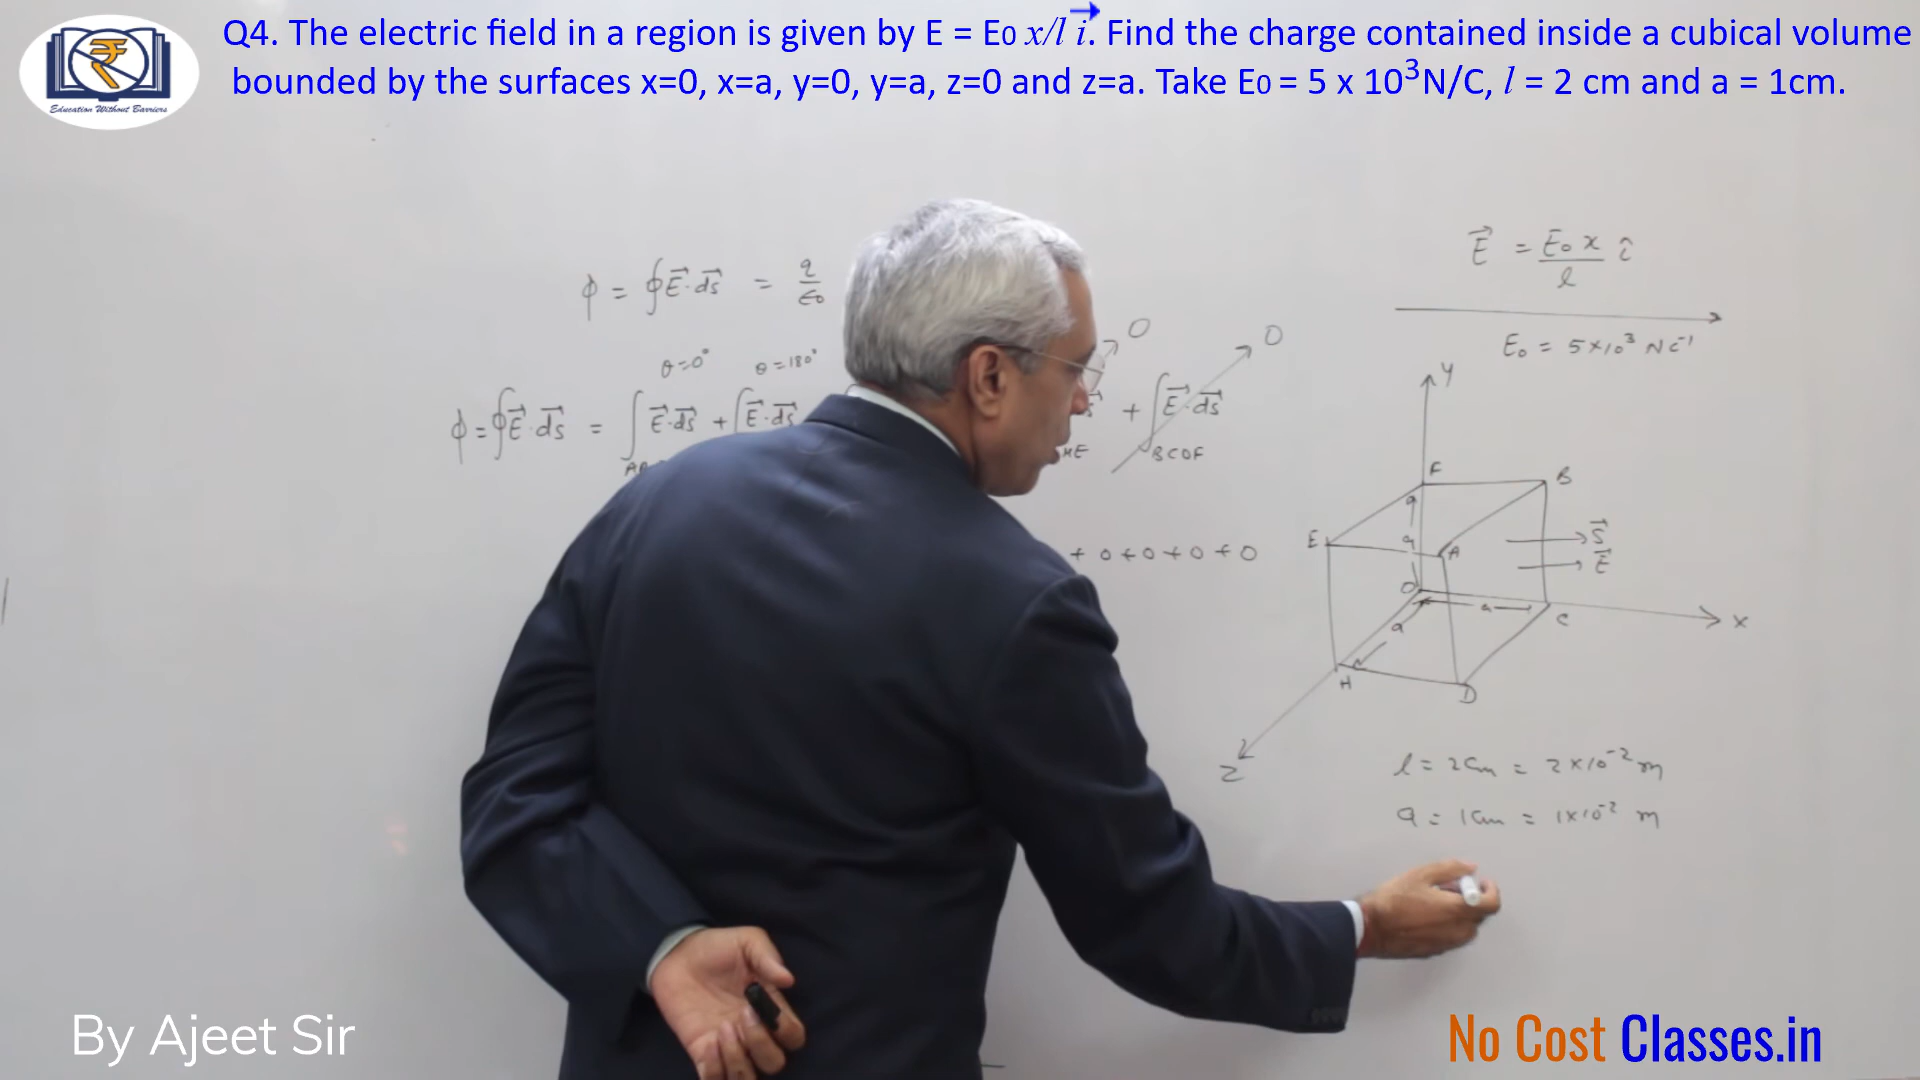 Q4. The electric field in a region is given by E = E0 x/l i. Find the charge contained inside a cubical volume
bounded by the surfaces x=0, x=a, y=0, y=a, z=0 and z=a. Take E0 = 5 x 10³N/C, l = 2 cm and a = 1cm.
Education Without Barriers
E⃗ = E₀ x / l î
ϕ = ∮E⃗·ds⃗ = q/ε₀
E₀ = 5×10³ NC⁻¹
θ=0° θ=180°
0 0
ϕ = ∮E⃗·ds⃗ = ∫E⃗·ds⃗ + ∫E⃗·ds⃗ + ∫E⃗·ds⃗
BCOF
+ 0 + 0 + 0 + 0
Y
F B
a
S⃗
E a A
E⃗
O a
C X
a
H D
Z
l = 2cm = 2×10⁻² m
a = 1cm = 1×10⁻² m
By Ajeet Sir
No Cost Classes.in